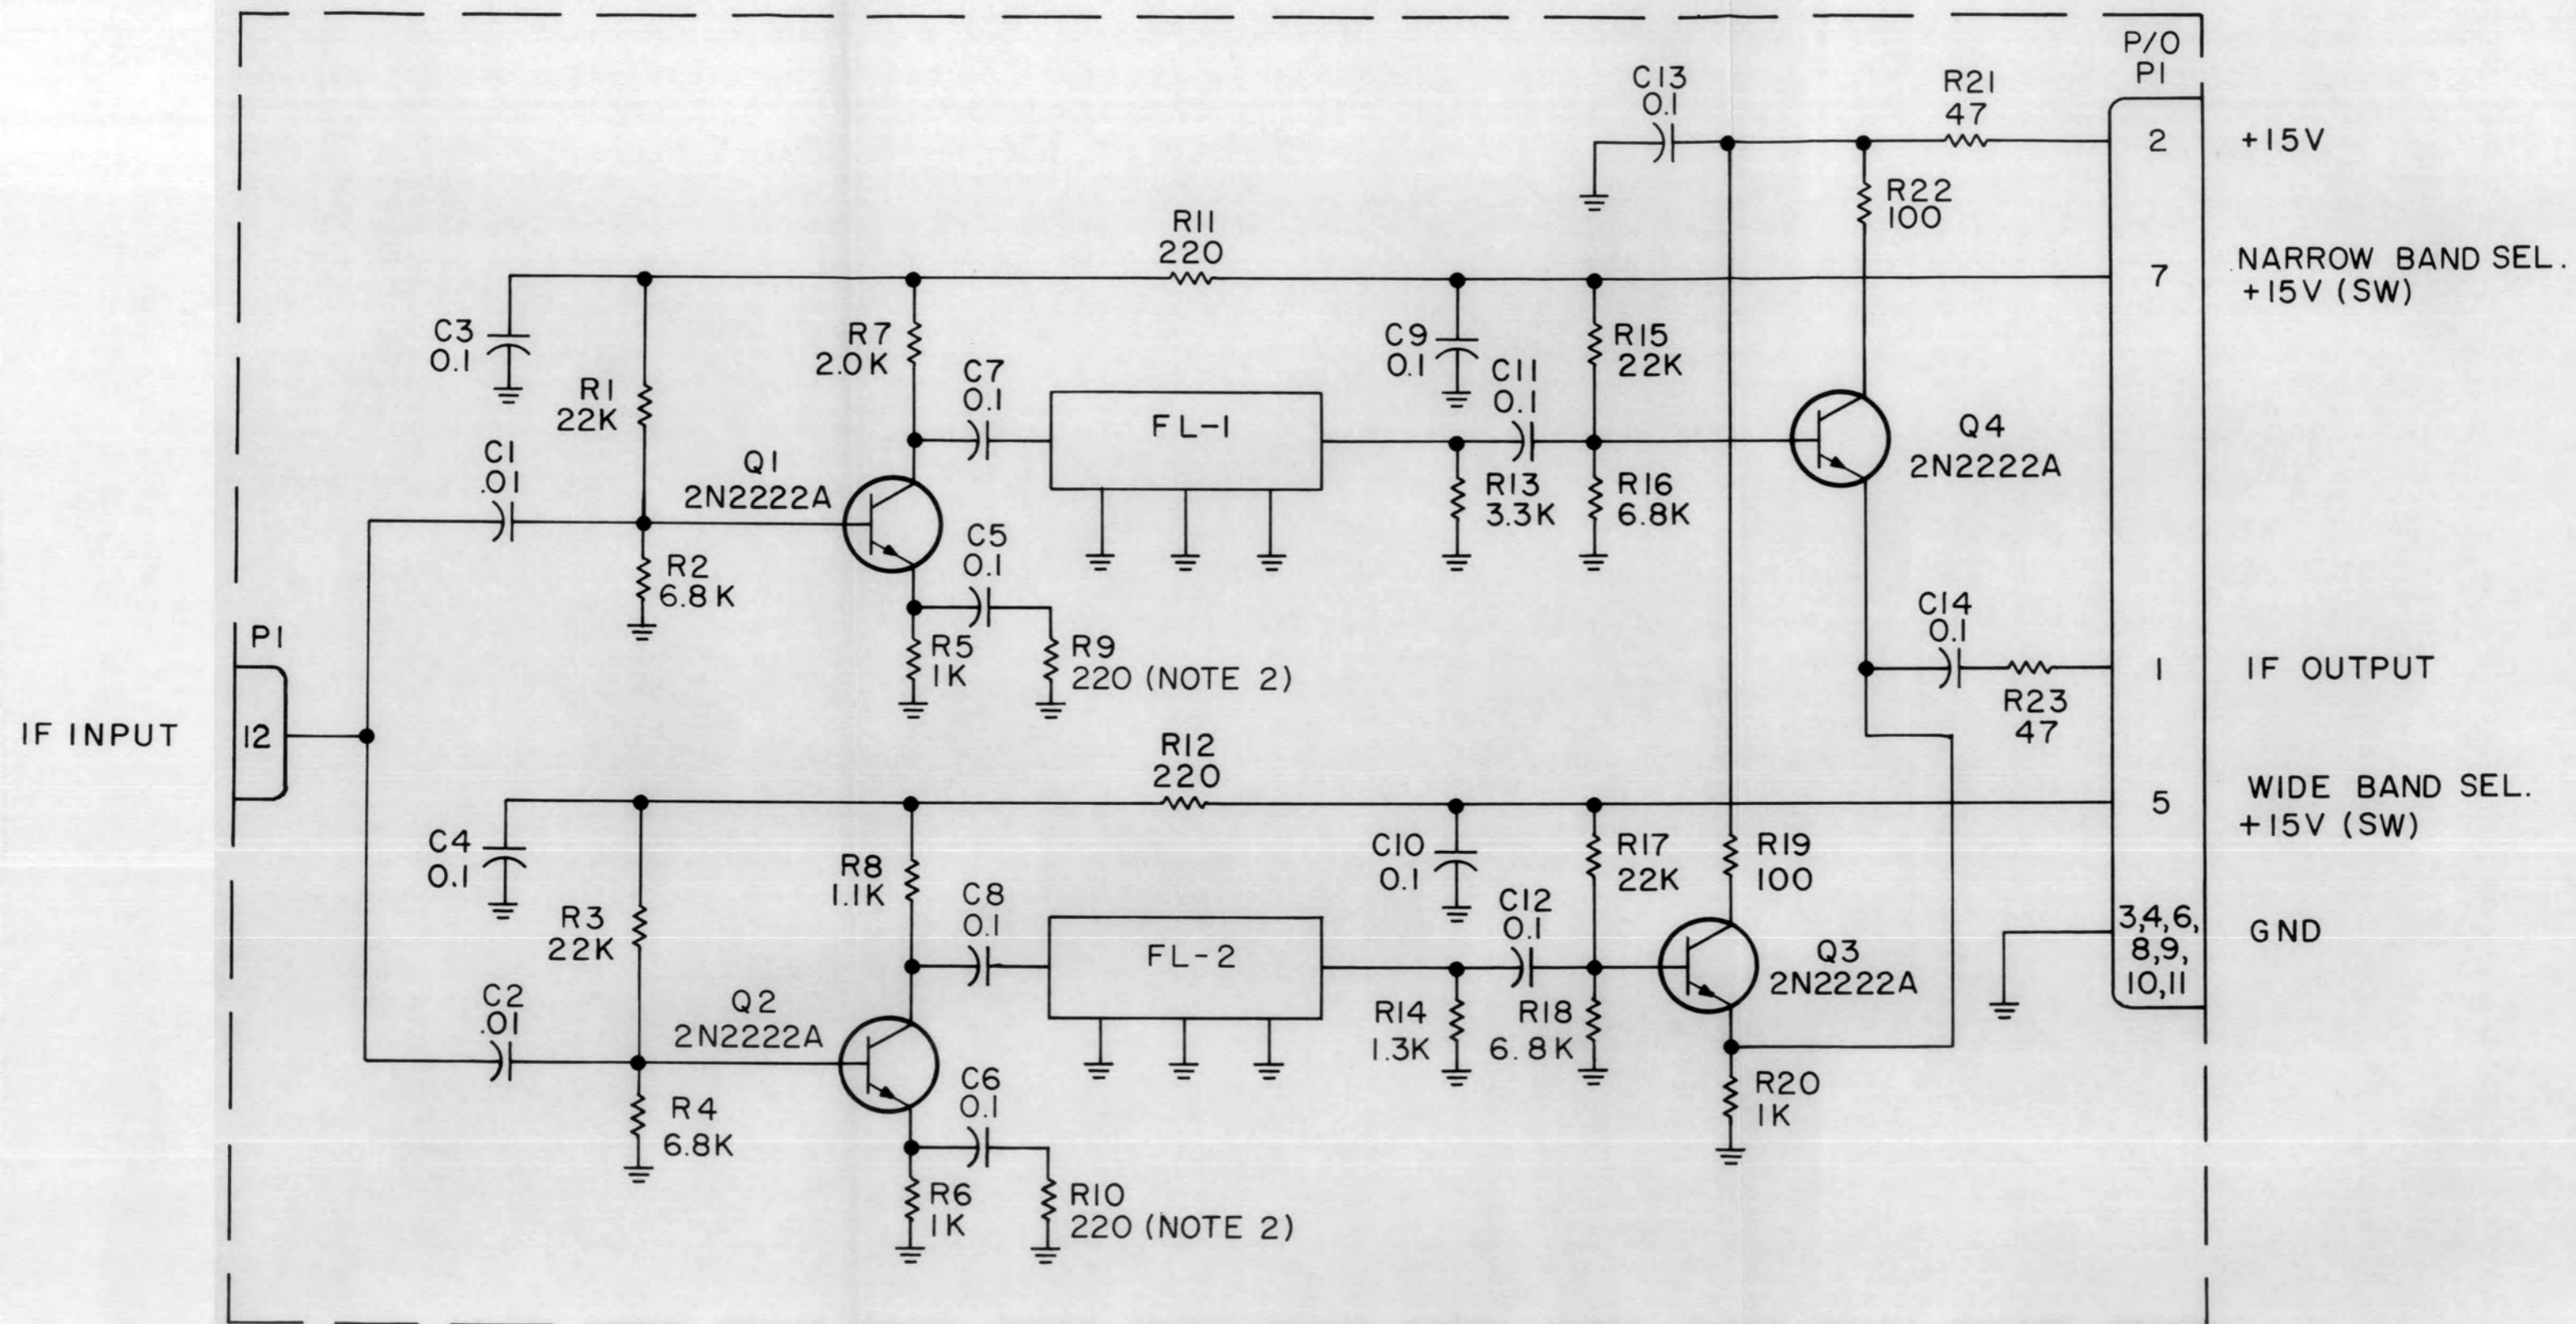 P/O
P1
C13
0.1
R21
47
2
+15V
R22
100
R11
220
NARROW BAND SEL.
+15V (SW)
7
C3
0.1
R7
2.0K
C9
0.1
R15
22K
C7
0.1
C11
0.1
R1
22K
FL-1
Q4
2N2222A
C1
.01
Q1
2N2222A
R13
3.3K
R16
6.8K
C5
0.1
R2
6.8K
C14
0.1
P1
R5
1K
R9
220 (NOTE 2)
1
IF OUTPUT
R23
47
IF INPUT
12
R12
220
WIDE BAND SEL.
+15V (SW)
5
C4
0.1
R8
1.1K
C10
0.1
R17
22K
R19
100
C8
0.1
C12
0.1
R3
22K
3,4,6,
8,9,
10,11
GND
FL-2
Q3
2N2222A
C2
.01
Q2
2N2222A
R14
1.3K
R18
6.8K
C6
0.1
R20
1K
R4
6.8K
R6
1K
R10
220 (NOTE 2)